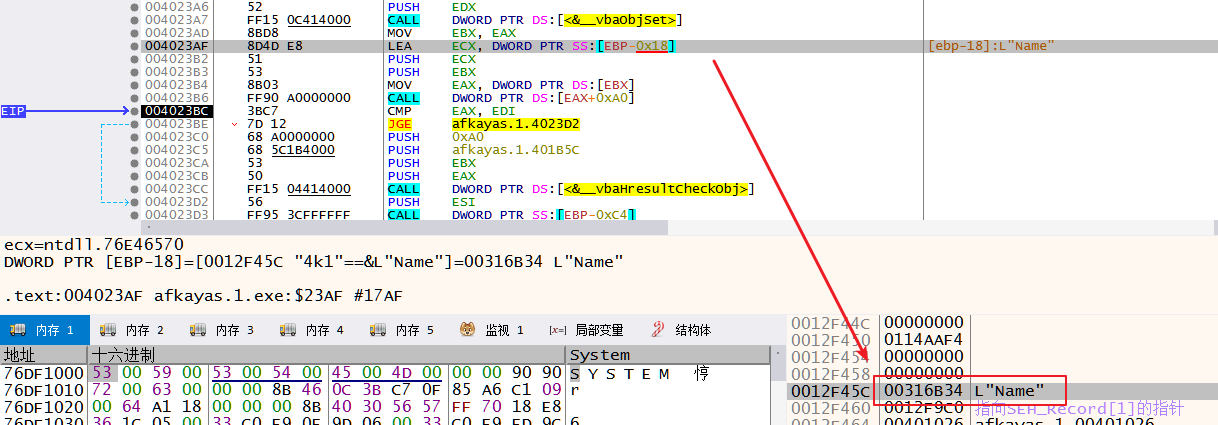 004023A6 52 PUSH EDX
004023A7 FF15 0C414000 CALL DWORD PTR DS:[<&__vbaObjSet>]
004023AD 8BD8 MOV EBX, EAX
004023AF 8D4D E8 LEA ECX, DWORD PTR SS:[EBP-0x18] [ebp-18]:L"Name"
004023B2 51 PUSH ECX
004023B3 53 PUSH EBX
004023B4 8B03 MOV EAX, DWORD PTR DS:[EBX]
004023B6 FF90 A0000000 CALL DWORD PTR DS:[EAX+0xA0]
EIP 004023BC 3BC7 CMP EAX, EDI
004023BE 7D 12 JGE afkayas.1.4023D2
004023C0 68 A0000000 PUSH 0xA0
004023C5 68 5C1B4000 PUSH afkayas.1.401B5C
004023CA 53 PUSH EBX
004023CB 50 PUSH EAX
004023CC FF15 04414000 CALL DWORD PTR DS:[<&__vbaHresultCheckObj>]
004023D2 56 PUSH ESI
004023D3 FF95 3CFFFFFF CALL DWORD PTR SS:[EBP-0xC4]
ecx=ntdll.76E46570
DWORD PTR [EBP-18]=[0012F45C "4k1"==&L"Name"]=00316B34 L"Name"
.text:004023AF afkayas.1.exe:$23AF #17AF
内存 1 内存 2 内存 3 内存 4 内存 5 监视 1 [x=] 局部变量 结构体
地址 十六进制 System
76DF1000 53 00 59 00 53 00 54 00 45 00 4D 00 00 00 90 90 S Y S T E M 停
76DF1010 72 00 63 00 00 00 8B 46 0C 3B C7 0F 85 A6 C1 09 r
76DF1020 00 64 A1 18 00 00 00 8B 40 30 56 57 FF 70 18 E8
0012F44C 00000000
0012F450 0114AAF4
0012F454 00000000
0012F458 00000000
0012F45C 00316B34 L"Name"
0012F460 0012F9C0 指向SEH_Record[1]的指针
0012F464 00401026 afkayas.1.00401026